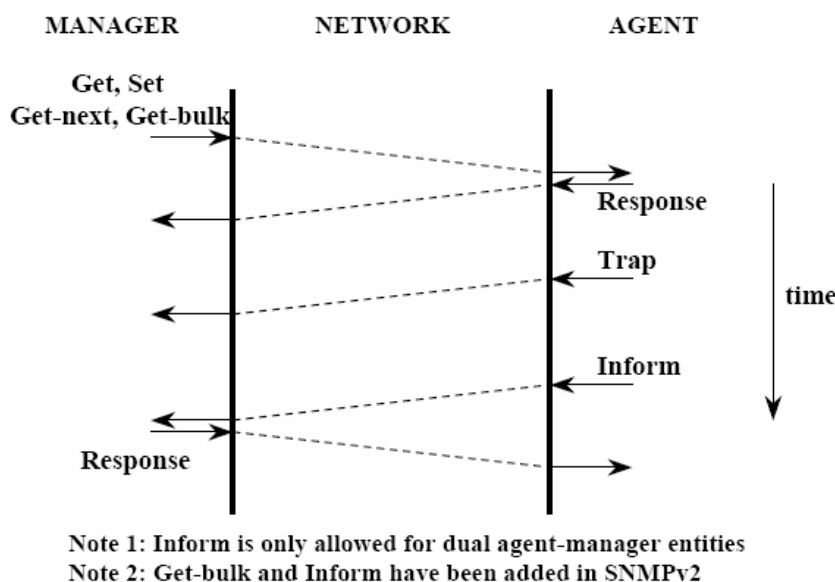 MANAGER NETWORK AGENT
Get, Set
Get-next, Get-bulk
Response
Trap
time
Inform
Response
Note 1: Inform is only allowed for dual agent-manager entities
Note 2: Get-bulk and Inform have been added in SNMPv2